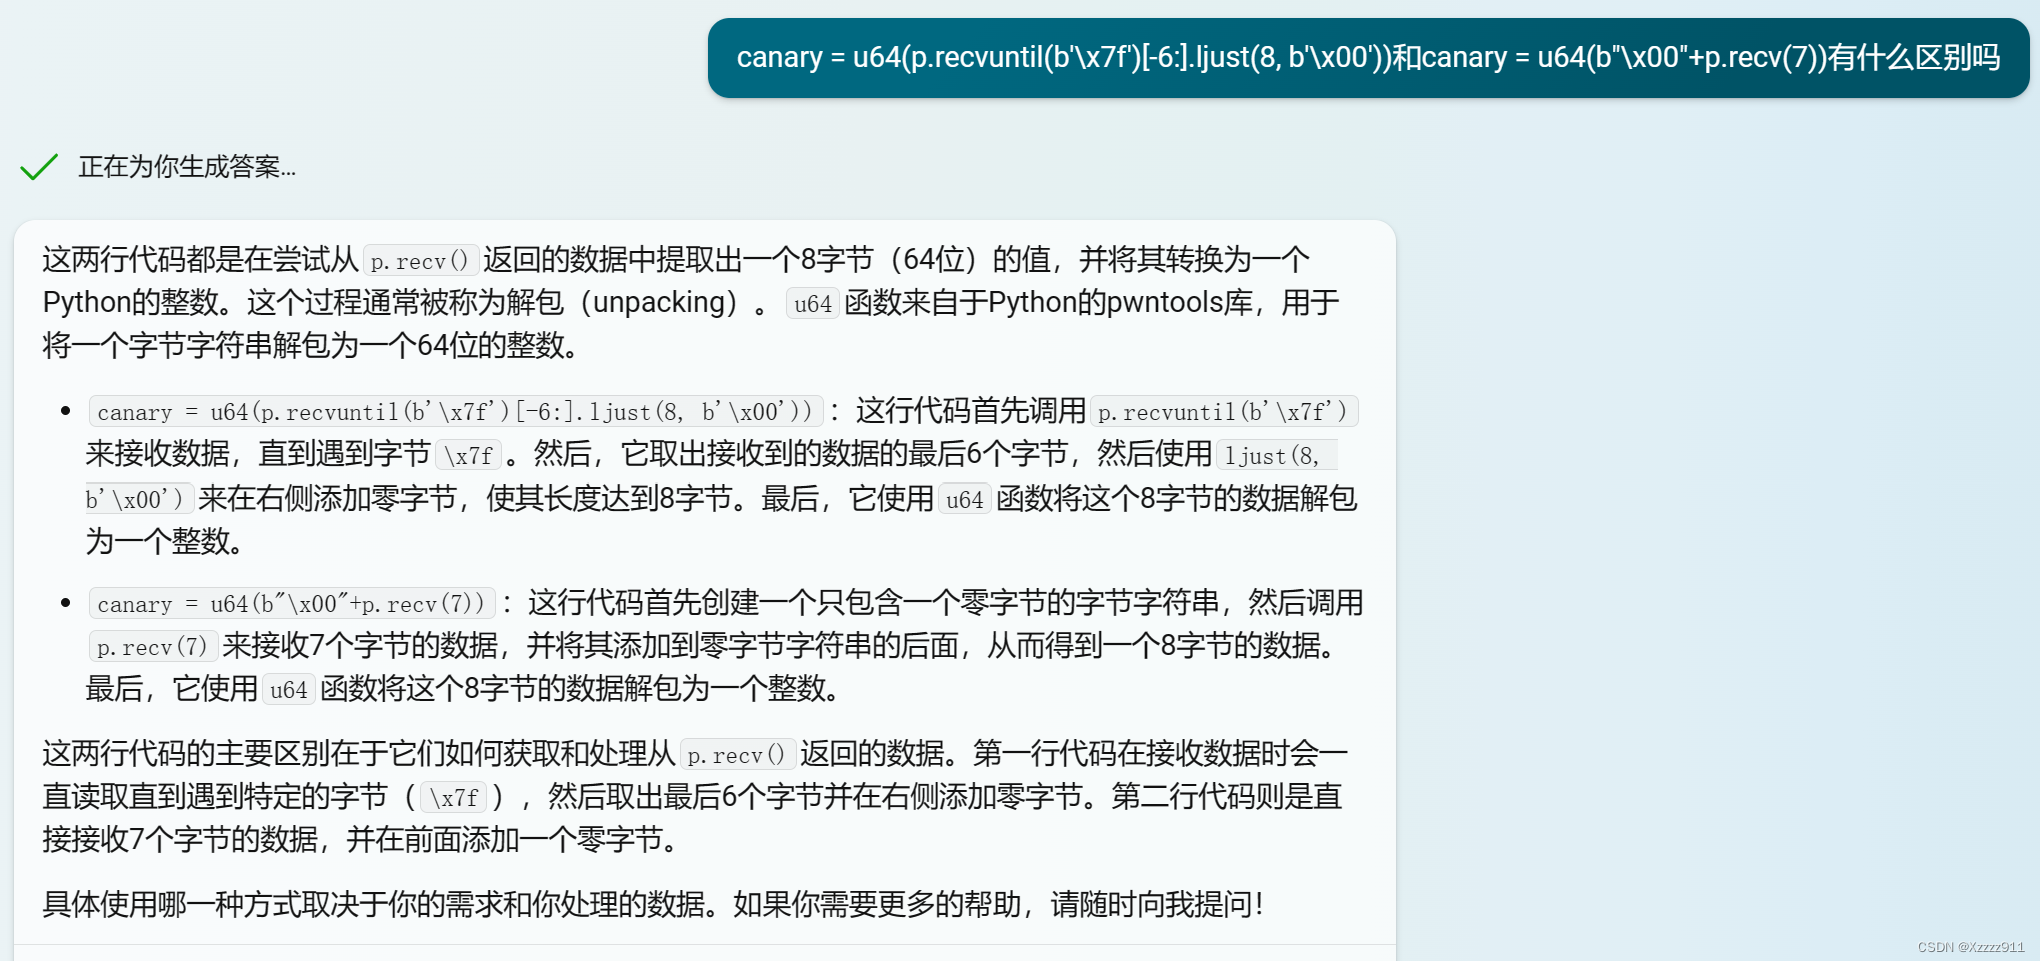 canary = u64(p.recvuntil(b'\x7f')[-6:].ljust(8, b'\x00'))和canary = u64(b"\x00"+p.recv(7))有什么区别吗
正在为你生成答案...
这两行代码都是在尝试从p.recv()返回的数据中提取出一个8字节（64位）的值，并将其转换为一个
Python的整数。这个过程通常被称为解包（unpacking）。u64函数来自于Python的pwntools库，用于
将一个字节字符串解包为一个64位的整数。
• canary = u64(p.recvuntil(b'\x7f')[-6:].ljust(8, b'\x00'))：这行代码首先调用p.recvuntil(b'\x7f')
来接收数据，直到遇到字节\x7f。然后，它取出接收到的数据的最后6个字节，然后使用ljust(8,
b'\x00')来在右侧添加零字节，使其长度达到8字节。最后，它使用u64函数将这个8字节的数据解包
为一个整数。
• canary = u64(b"\x00"+p.recv(7))：这行代码首先创建一个只包含一个零字节的字节字符串，然后调用
p.recv(7)来接收7个字节的数据，并将其添加到零字节字符串的后面，从而得到一个8字节的数据。
最后，它使用u64函数将这个8字节的数据解包为一个整数。
这两行代码的主要区别在于它们如何获取和处理从p.recv()返回的数据。第一行代码在接收数据时会一
直读取直到遇到特定的字节（\x7f），然后取出最后6个字节并在右侧添加零字节。第二行代码则是直
接接收7个字节的数据，并在前面添加一个零字节。
具体使用哪一种方式取决于你的需求和你处理的数据。如果你需要更多的帮助，请随时向我提问！
CSDN @Xzzzz911